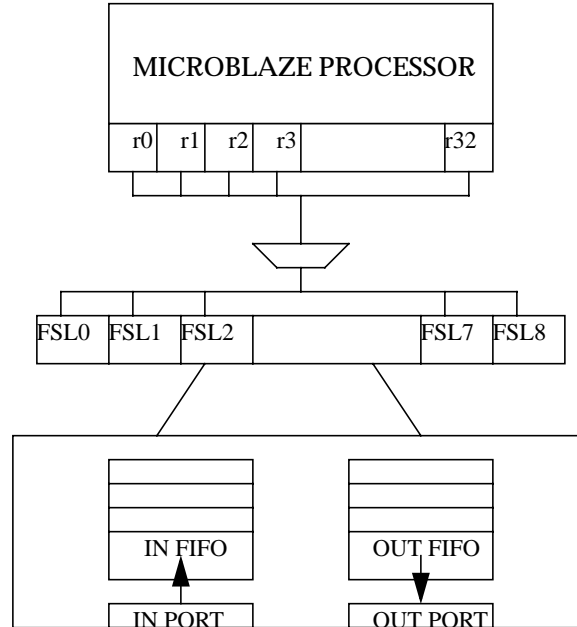 MICROBLAZE PROCESSOR
r0 r1 r2 r3 r32
FSL0 FSL1 FSL2 FSL7 FSL8
IN FIFO OUT FIFO
IN PORT OUT PORT